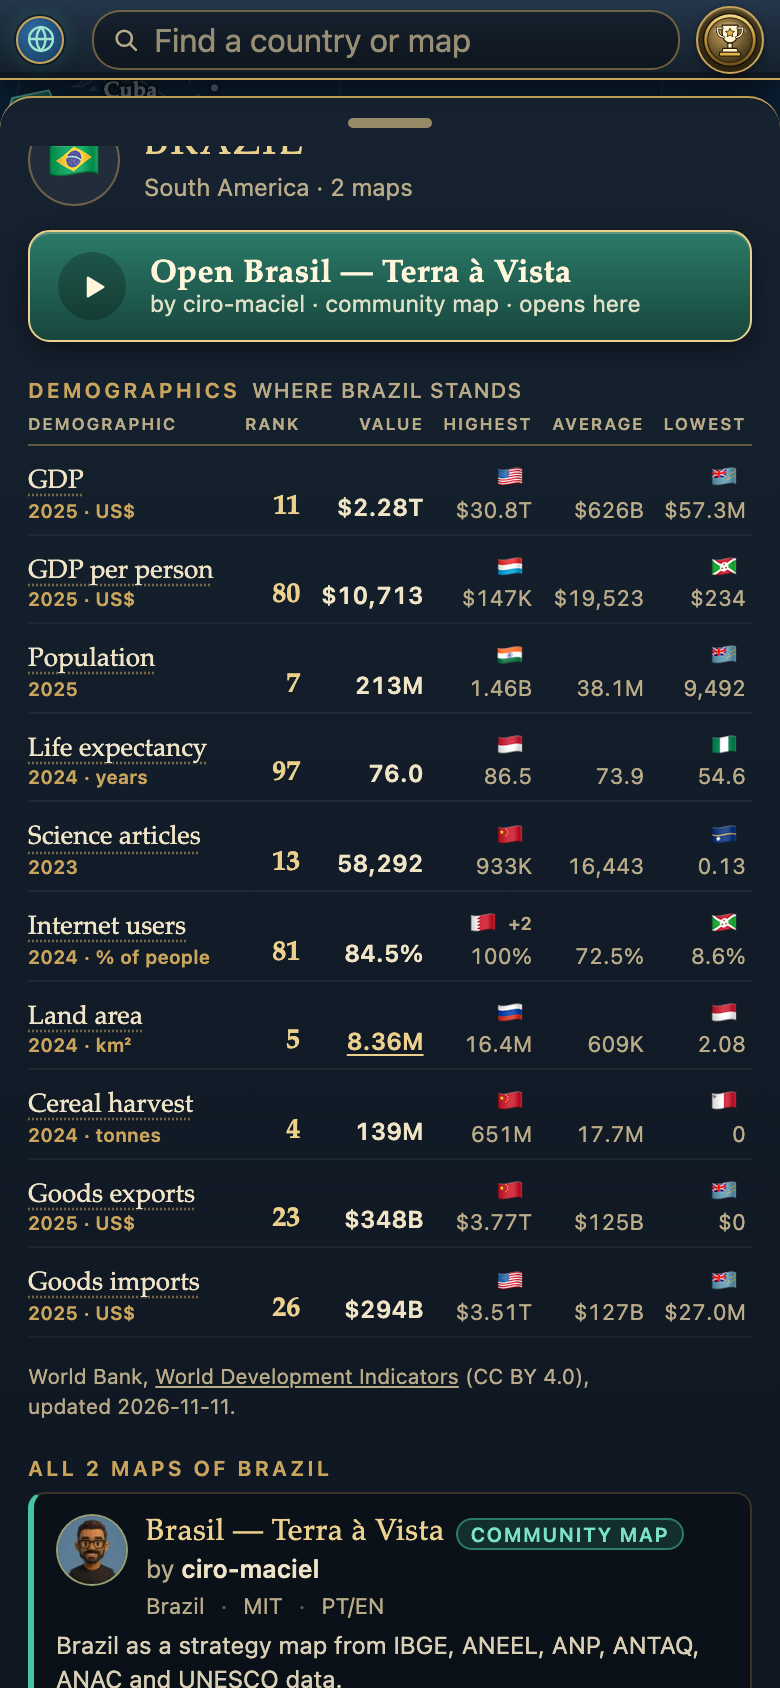 Find a country or map
Cuba
BRAZIL
South America · 2 maps
Open Brasil — Terra à Vista
by ciro-maciel · community map · opens here
DEMOGRAPHICS WHERE BRAZIL STANDS
DEMOGRAPHIC RANK VALUE HIGHEST AVERAGE LOWEST
GDP
2025 · US$ 11 $2.28T $30.8T $626B $57.3M
GDP per person
2025 · US$ 80 $10,713 $147K $19,523 $234
Population
2025 7 213M 1.46B 38.1M 9,492
Life expectancy
2024 · years 97 76.0 86.5 73.9 54.6
Science articles
2023 13 58,292 933K 16,443 0.13
Internet users +2
2024 · % of people 81 84.5% 100% 72.5% 8.6%
Land area
2024 · km² 5 8.36M 16.4M 609K 2.08
Cereal harvest
2024 · tonnes 4 139M 651M 17.7M 0
Goods exports
2025 · US$ 23 $348B $3.77T $125B $0
Goods imports
2025 · US$ 26 $294B $3.51T $127B $27.0M
World Bank, World Development Indicators (CC BY 4.0),
updated 2026-11-11.
ALL 2 MAPS OF BRAZIL
Brasil — Terra à Vista COMMUNITY MAP
by ciro-maciel
Brazil · MIT · PT/EN
Brazil as a strategy map from IBGE, ANEEL, ANP, ANTAQ,
ANAC and UNESCO data.